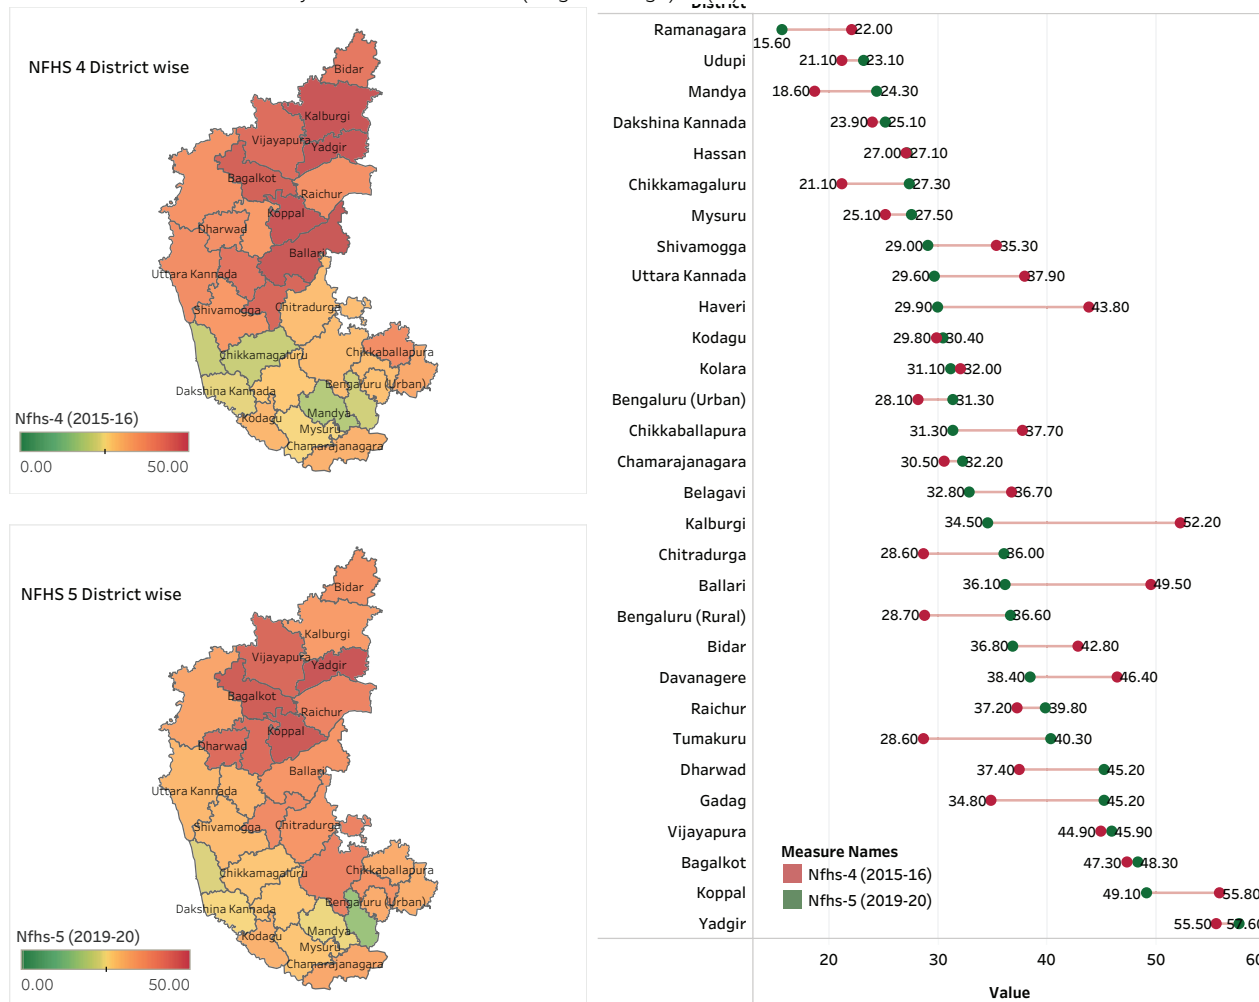 NFHS 4 District wise
Bidar
Kalburgi
Vijayapura
Yadgir
Bagalkot
Raichur
Koppal
Dharwad
Ballari
Uttara Kannada
Shivamogga
Chitradurga
Chikkamagaluru
Chikkaballapura
Dakshina Kannada
Bengaluru (Urban)
Kodagu
Mandya
Mysuru
Chamarajanagara
Nfhs-4 (2015-16)
0.00 50.00
NFHS 5 District wise
Bidar
Kalburgi
Vijayapura
Yadgir
Bagalkot
Raichur
Koppal
Dharwad
Ballari
Uttara Kannada
Shivamogga
Chitradurga
Chikkamagaluru
Chikkaballapura
Dakshina Kannada
Bengaluru (Urban)
Kodagu
Mandya
Mysuru
Chamarajanagara
Nfhs-5 (2019-20)
0.00 50.00
District
Ramanagara 15.60 22.00
Udupi 21.10 23.10
Mandya 18.60 24.30
Dakshina Kannada 23.90 25.10
Hassan 27.00 27.10
Chikkamagaluru 21.10 27.30
Mysuru 25.10 27.50
Shivamogga 29.00 35.30
Uttara Kannada 29.60 37.90
Haveri 29.90 43.80
Kodagu 29.80 30.40
Kolara 31.10 32.00
Bengaluru (Urban) 28.10 31.30
Chikkaballapura 31.30 37.70
Chamarajanagara 30.50 32.20
Belagavi 32.80 36.70
Kalburgi 34.50 52.20
Chitradurga 28.60 36.00
Ballari 36.10 49.50
Bengaluru (Rural) 28.70 36.60
Bidar 36.80 42.80
Davanagere 38.40 46.40
Raichur 37.20 39.80
Tumakuru 28.60 40.30
Dharwad 37.40 45.20
Gadag 34.80 45.20
Vijayapura 44.90 45.90
Bagalkot 47.30 48.30
Koppal 49.10 55.80
Yadgir 55.50 57.60
Measure Names
Nfhs-4 (2015-16)
Nfhs-5 (2019-20)
20 30 40 50 60
Value